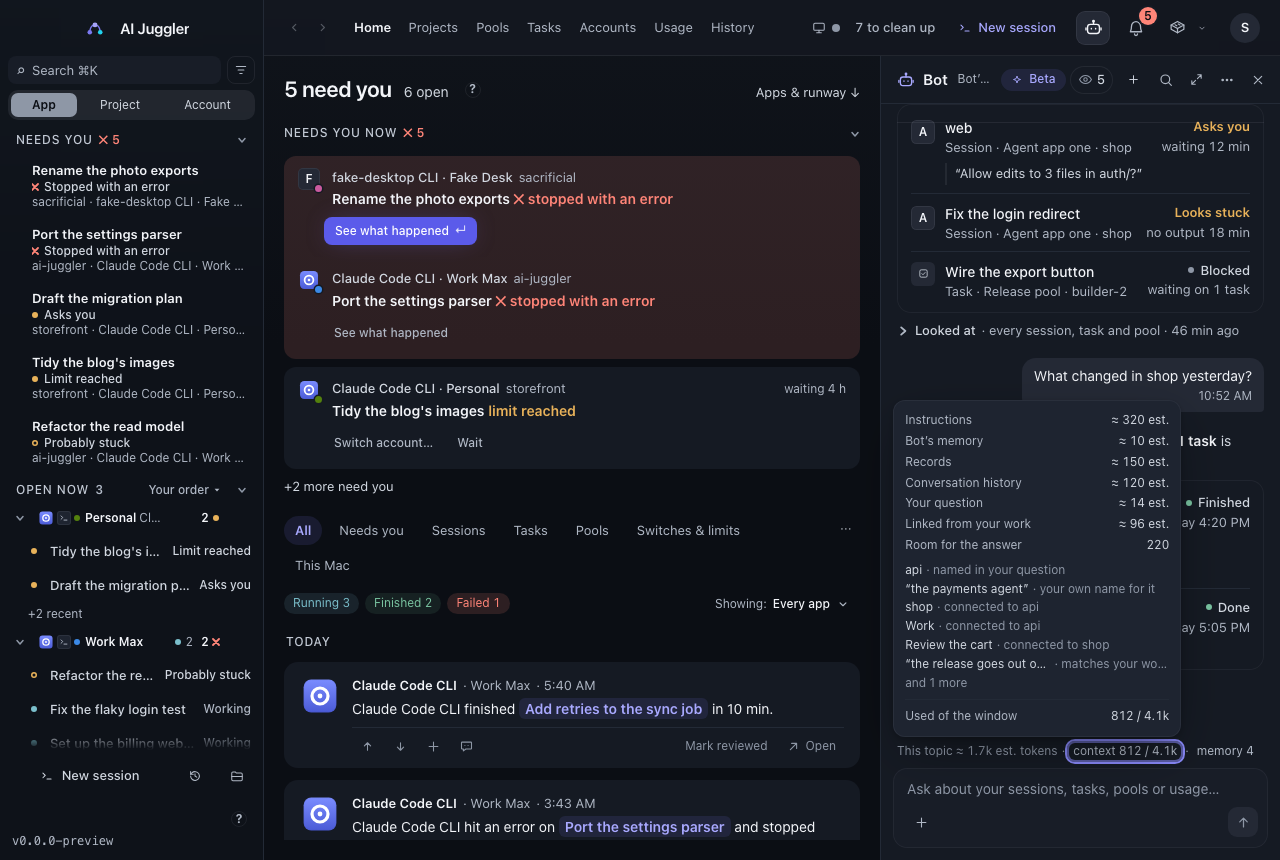 AI Juggler
Search ⌘K
App Project Account
NEEDS YOU 5
Rename the photo exports
Stopped with an error
sacrificial · fake-desktop CLI · Fake ...
Port the settings parser
Stopped with an error
ai-juggler · Claude Code CLI · Work ...
Draft the migration plan
Asks you
storefront · Claude Code CLI · Perso...
Tidy the blog's images
Limit reached
storefront · Claude Code CLI · Perso...
Refactor the read model
Probably stuck
ai-juggler · Claude Code CLI · Work ...
OPEN NOW 3 Your order
Personal Cl... 2
Tidy the blog's i... Limit reached
Draft the migration p... Asks you
+2 recent
Work Max 2 2
Refactor the re... Probably stuck
Fix the flaky login test Working
Set up the billing web... Working
New session
?
v0.0.0-preview
Home Projects Pools Tasks Accounts Usage History
7 to clean up New session 5 S
5 need you 6 open ? Apps & runway ↓
NEEDS YOU NOW 5
F fake-desktop CLI · Fake Desk sacrificial
Rename the photo exports stopped with an error
See what happened
Claude Code CLI · Work Max ai-juggler
Port the settings parser stopped with an error
See what happened
Claude Code CLI · Personal storefront waiting 4 h
Tidy the blog's images limit reached
Switch account... Wait
+2 more need you
All Needs you Sessions Tasks Pools Switches & limits ...
This Mac
Running 3 Finished 2 Failed 1 Showing: Every app
TODAY
Claude Code CLI · Work Max · 5:40 AM
Claude Code CLI finished Add retries to the sync job in 10 min.
Mark reviewed Open
Claude Code CLI · Work Max · 3:43 AM
Claude Code CLI hit an error on Port the settings parser and stopped
Bot Bot'... Beta 5
A web Asks you
Session · Agent app one · shop waiting 12 min
“Allow edits to 3 files in auth/?”
A Fix the login redirect Looks stuck
Session · Agent app one · shop no output 18 min
Wire the export button Blocked
Task · Release pool · builder-2 waiting on 1 task
Looked at · every session, task and pool · 46 min ago
What changed in shop yesterday?
10:52 AM
task is
Finished
ay 4:20 PM
Done
ay 5:05 PM
Instructions ≈ 320 est.
Bot's memory ≈ 10 est.
Records ≈ 150 est.
Conversation history ≈ 120 est.
Your question ≈ 14 est.
Linked from your work ≈ 96 est.
Room for the answer 220
api · named in your question
“the payments agent” · your own name for it
shop · connected to api
Work · connected to api
Review the cart · connected to shop
“the release goes out o... · matches your wo...
and 1 more
Used of the window 812 / 4.1k
This topic ≈ 1.7k est. tokens · context 812 / 4.1k · memory 4
Ask about your sessions, tasks, pools or usage...